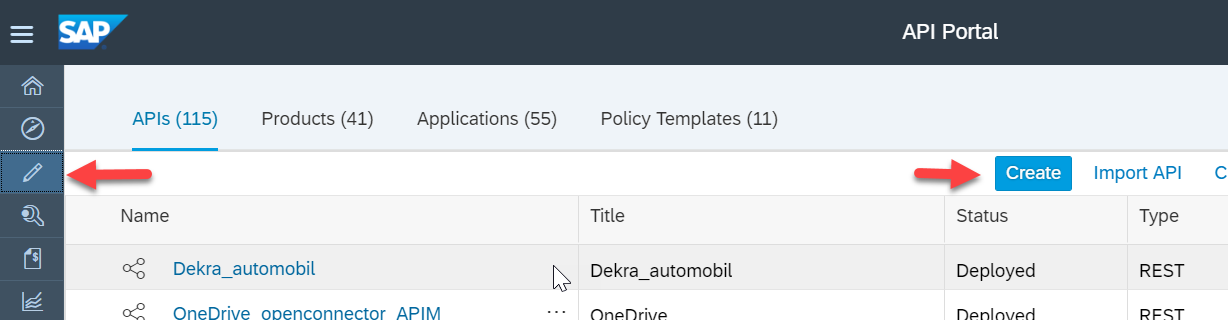 SAP
API Portal
APIs (115) Products (41) Applications (55) Policy Templates (11)
Create Import API C
Name Title Status Type
Dekra_automobil Dekra_automobil Deployed REST
OneDrive_openconnector_APIM ... OneDrive Deployed REST